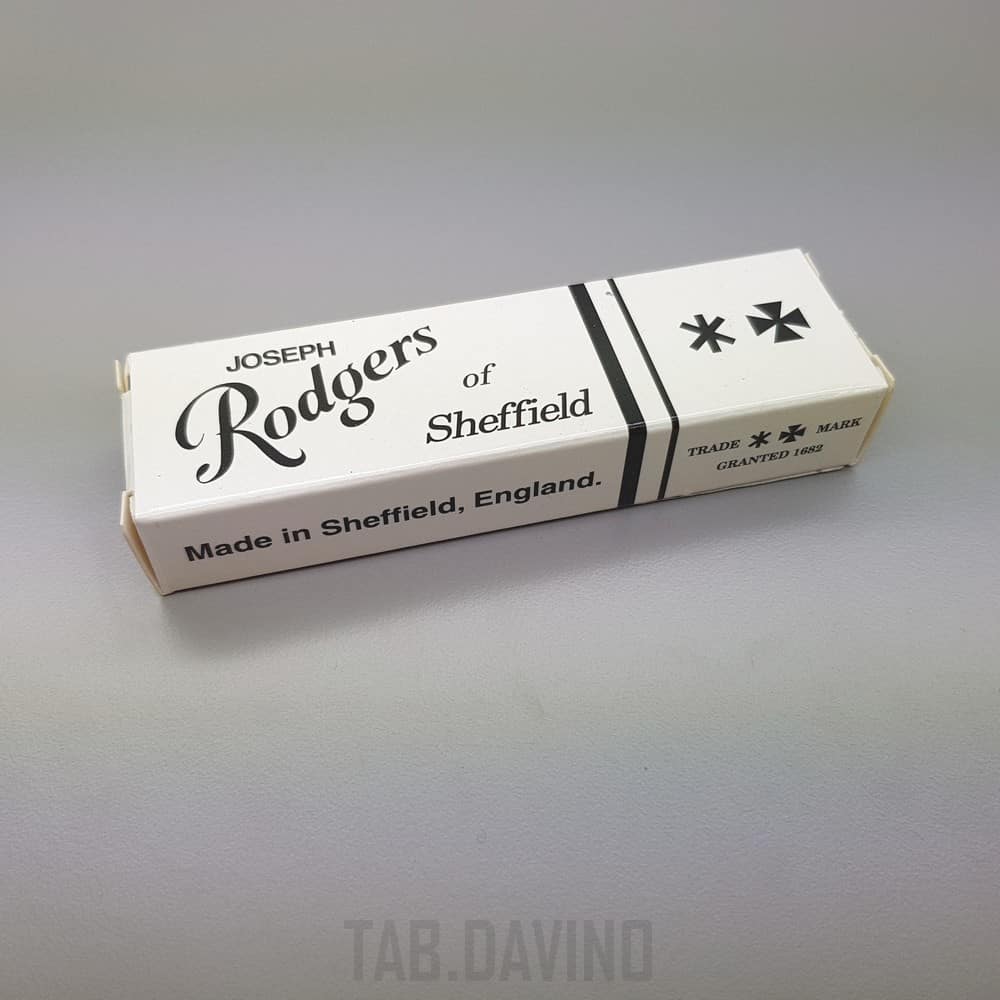 JOSEPH
Rodgers
of
Sheffield
Made in Sheffield, England.
TRADE MARK
GRANTED 1682
TAB.DAVINO